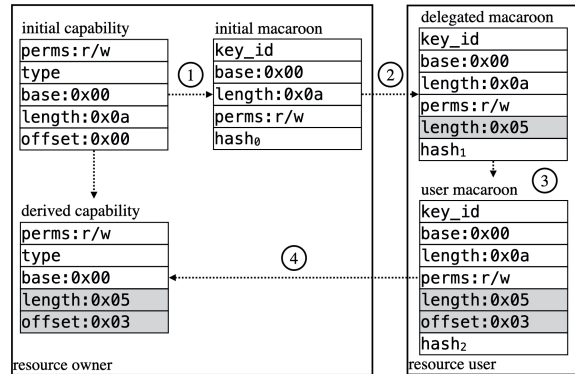 initial capability
perms:r/w
type
base:0x00
length:0x0a
offset:0x00
①
initial macaroon
key_id
base:0x00
length:0x0a
perms:r/w
hash₀
②
delegated macaroon
key_id
base:0x00
length:0x0a
perms:r/w
length:0x05
hash₁
③
user macaroon
key_id
base:0x00
length:0x0a
perms:r/w
length:0x05
offset:0x03
hash₂
④
derived capability
perms:r/w
type
base:0x00
length:0x05
offset:0x03
resource owner
resource user